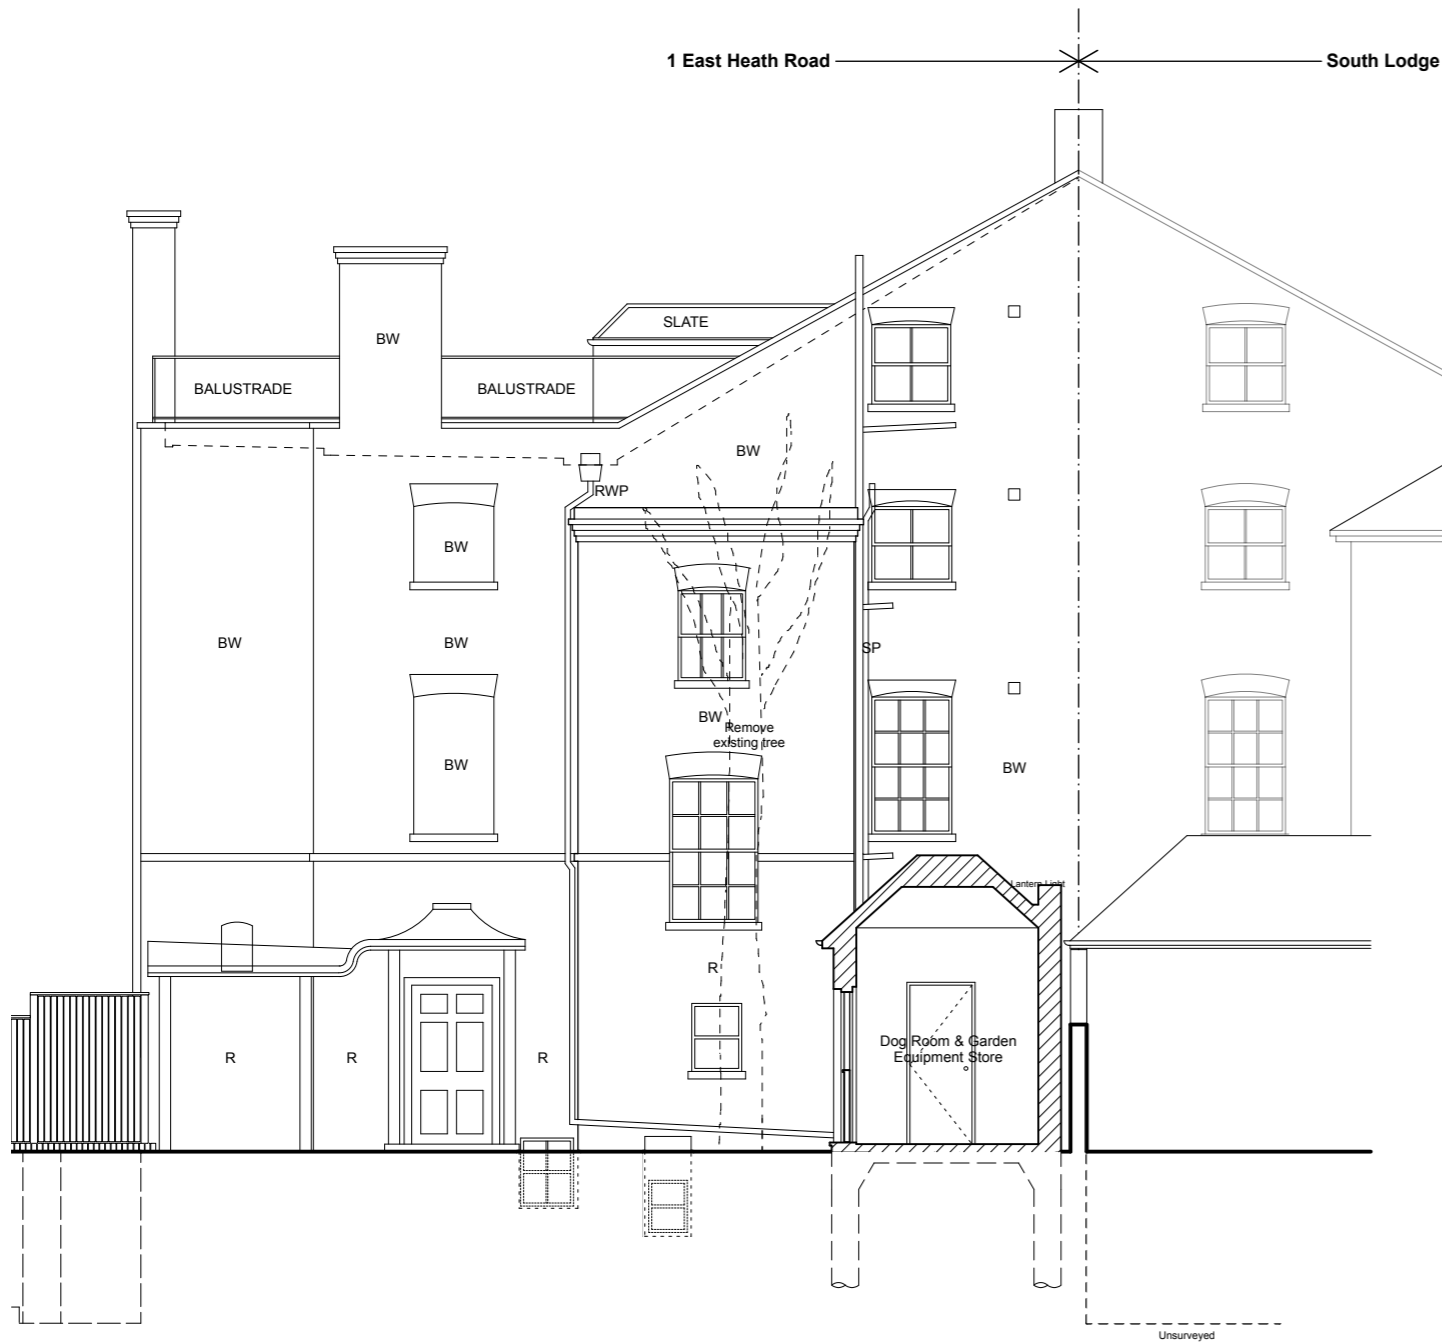 1 East Heath Road
South Lodge
SLATE
BW
BALUSTRADE
BALUSTRADE
BW
RWP
BW
BW
BW
SP
BW
Remove
existing tree
BW
BW
Lantern Light
R
Dog Room & Garden
Equipment Store
R
R
R
Unsurveyed